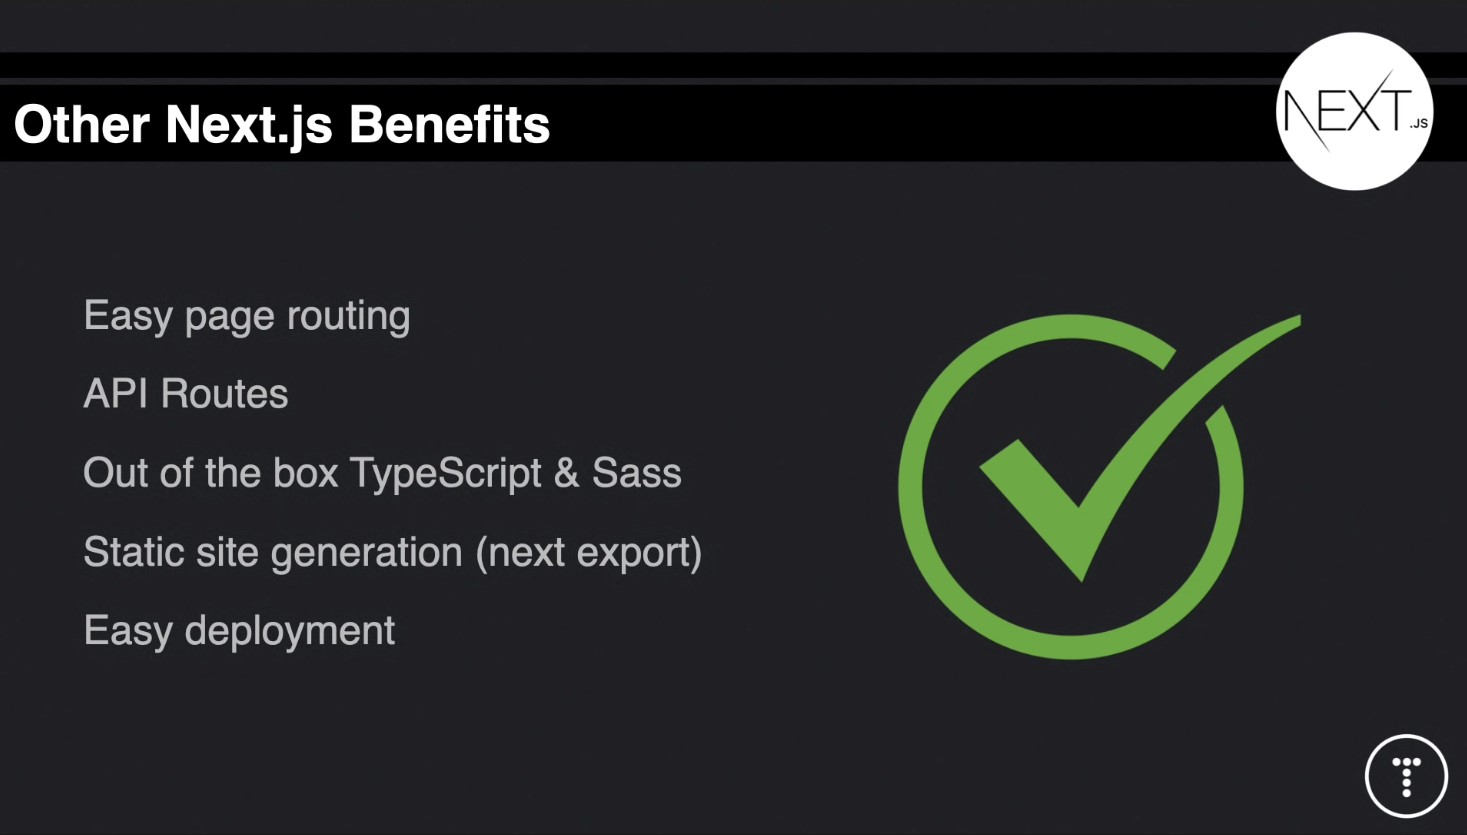 Other Next.js Benefits
NEXT.JS
Easy page routing
API Routes
Out of the box TypeScript & Sass
Static site generation (next export)
Easy deployment
T